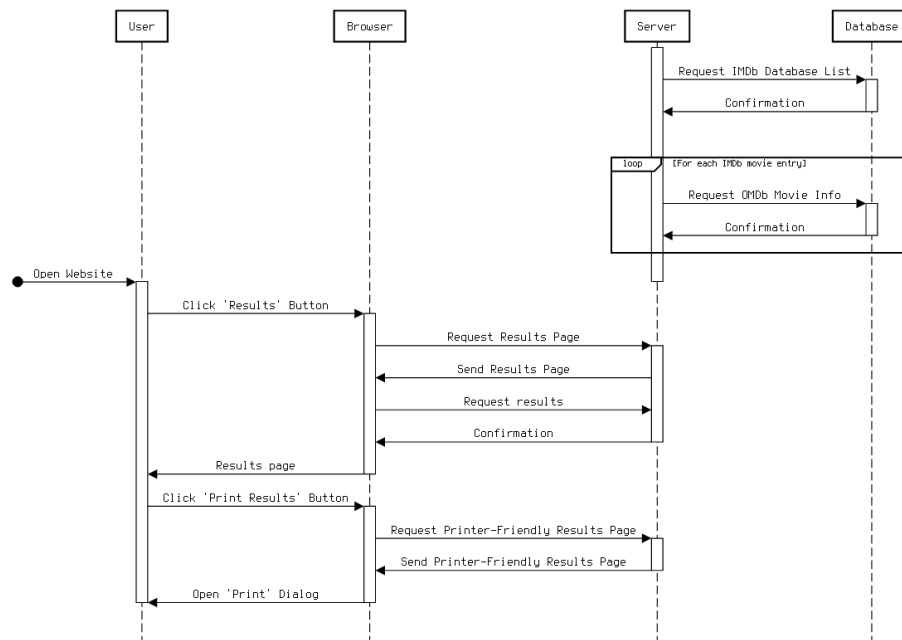 User
Browser
Server
Database
Request IMDb Database List
Confirmation
loop
[For each IMDb movie entry]
Request OMDb Movie Info
Confirmation
Open Website
Click 'Results' Button
Request Results Page
Send Results Page
Request results
Confirmation
Results page
Click 'Print Results' Button
Request Printer-Friendly Results Page
Send Printer-Friendly Results Page
Open 'Print' Dialog